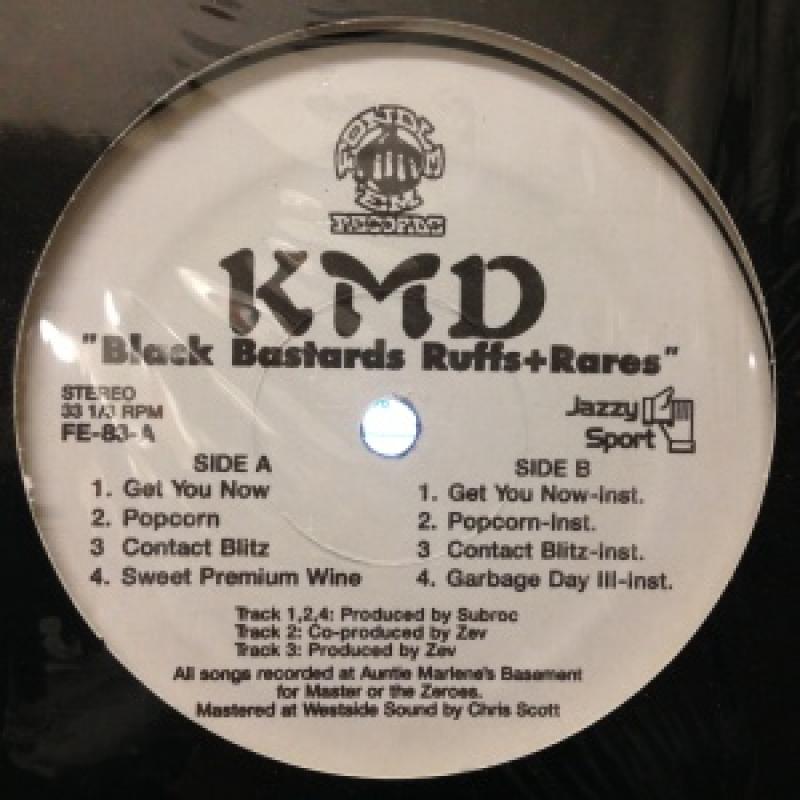 FONDLE
'EM
RECORDS
KMD
"Black Bastards Ruffs+Rares"
STEREO
33 1/3 RPM
FE-83-A
Jazzy
Sport
SIDE A
1. Get You Now
2. Popcorn
3 Contact Blitz
4. Sweet Premium Wine
SIDE B
1. Get You Now-inst.
2. Popcorn-inst.
3 Contact Blitz-inst.
4. Garbage Day III-inst.
Track 1,2,4: Produced by Subroc
Track 2: Co-produced by Zev
Track 3: Produced by Zev
All songs recorded at Auntie Marlene's Basement
for Master or the Zeroes.
Mastered at Westside Sound by Chris Scott